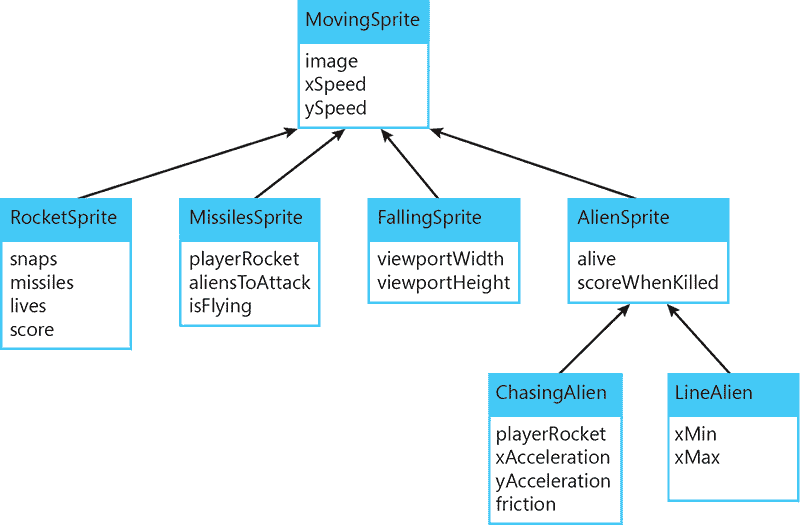 MovingSprite
image
xSpeed
ySpeed
RocketSprite
snaps
missiles
lives
score
MissilesSprite
playerRocket
aliensToAttack
isFlying
FallingSprite
viewportWidth
viewportHeight
AlienSprite
alive
scoreWhenKilled
ChasingAlien
playerRocket
xAcceleration
yAcceleration
friction
LineAlien
xMin
xMax